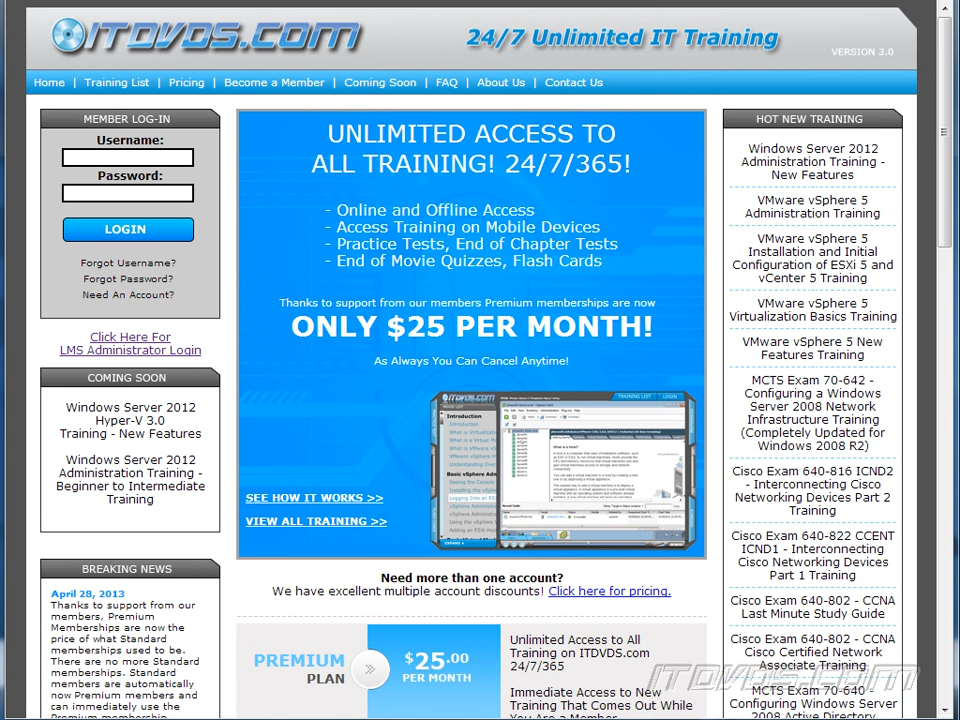 ITDVDS.COM
24/7 Unlimited IT Training
VERSION 3.0
Home | Training List | Pricing | Become a Member | Coming Soon | FAQ | About Us | Contact Us
MEMBER LOG-IN
Username:
Password:
LOGIN
Forgot Username?
Forgot Password?
Need An Account?
Click Here For
LMS Administrator Login
COMING SOON
Windows Server 2012
Hyper-V 3.0
Training - New Features
Windows Server 2012
Administration Training -
Beginner to Intermediate
Training
BREAKING NEWS
April 28, 2013
Thanks to support from our
members, Premium
Memberships are now the
price of what Standard
memberships used to be.
There are no more Standard
memberships. Standard
members are automatically
now Premium members and
can immediately use the
Premium membership
UNLIMITED ACCESS TO
ALL TRAINING! 24/7/365!
- Online and Offline Access
- Access Training on Mobile Devices
- Practice Tests, End of Chapter Tests
- End of Movie Quizzes, Flash Cards
Thanks to support from our members Premium memberships are now
ONLY $25 PER MONTH!
As Always You Can Cancel Anytime!
SEE HOW IT WORKS >>
VIEW ALL TRAINING >>
ITDVDS.COM
TRAINING LIST
LOGIN
Introduction
Need more than one account?
We have excellent multiple account discounts! Click here for pricing.
PREMIUM
PLAN
$25.00
PER MONTH
Unlimited Access to All
Training on ITDVDS.com
24/7/365
Immediate Access to New
Training That Comes Out While
You Are a Member
HOT NEW TRAINING
Windows Server 2012
Administration Training -
New Features
VMware vSphere 5
Administration Training
VMware vSphere 5
Installation and Initial
Configuration of ESXi 5 and
vCenter 5 Training
VMware vSphere 5
Virtualization Basics Training
VMware vSphere 5 New
Features Training
MCTS Exam 70-642 -
Configuring a Windows
Server 2008 Network
Infrastructure Training
(Completely Updated for
Windows 2008 R2)
Cisco Exam 640-816 ICND2
- Interconnecting Cisco
Networking Devices Part 2
Training
Cisco Exam 640-822 CCENT
ICND1 - Interconnecting
Cisco Networking Devices
Part 1 Training
Cisco Exam 640-802 - CCNA
Last Minute Study Guide
Cisco Exam 640-802 - CCNA
Cisco Certified Network
Associate Training
MCTS Exam 70-640 -
Configuring Windows Server
2008 Active Directory
ITDVDS.COM